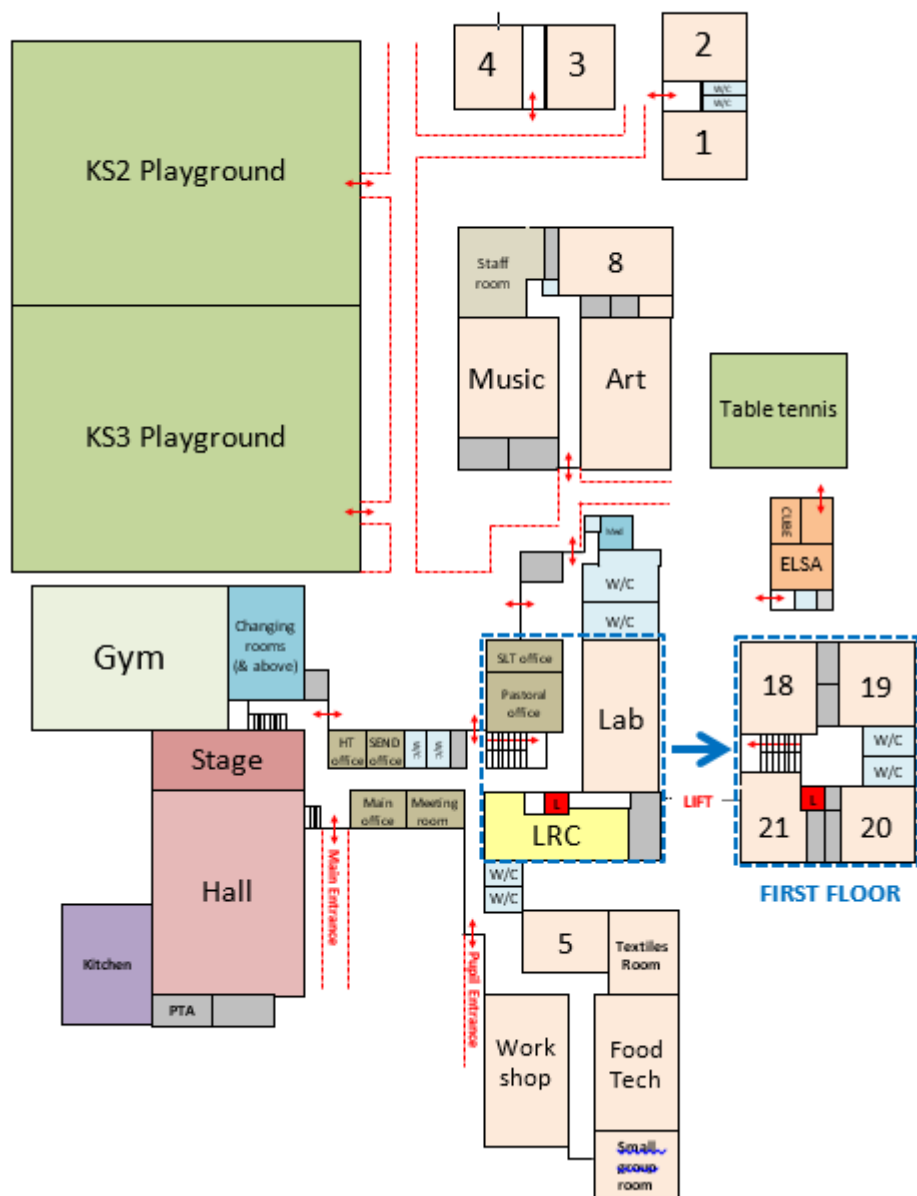 4
3
2
W/C
W/C
1
KS2 Playground
Staff
room
8
Music
Art
KS3 Playground
Table tennis
CUBE
ELSA
Med
W/C
W/C
Gym
Changing
rooms
(& above)
SLT office
Pastoral
office
Lab
HT
office
SEND
office
W/C
W/C
Stage
Main
office
Meeting
room
L
LRC
LIFT
18
19
W/C
W/C
21
L
20
FIRST FLOOR
Hall
Main Entrance
W/C
W/C
Kitchen
PTA
Pupil Entrance
5
Textiles
Room
Work
shop
Food
Tech
Small
group
room